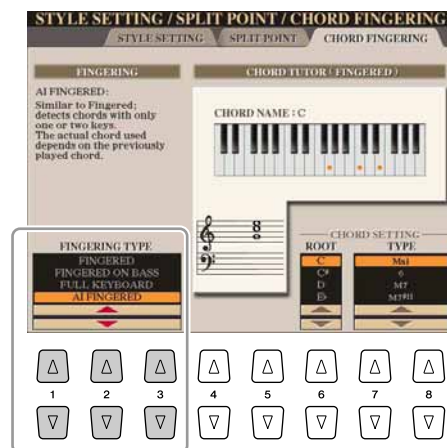 STYLE SETTING / SPLIT POINT / CHORD FINGERING
STYLE SETTING
SPLIT POINT
CHORD FINGERING
FINGERING
CHORD TUTOR ( FINGERED )
AI FINGERED:
Similar to Fingered;
detects chords with only
one or two keys.
The actual chord used
depends on the previously
played chord.
CHORD NAME : C
CHORD SETTING
FINGERING TYPE
ROOT
TYPE
FINGERED
FINGERED ON BASS
FULL KEYBOARD
AI FINGERED
C
C#
D
E♭
Maj
6
M7
M7#11
1 2 3 4 5 6 7 8